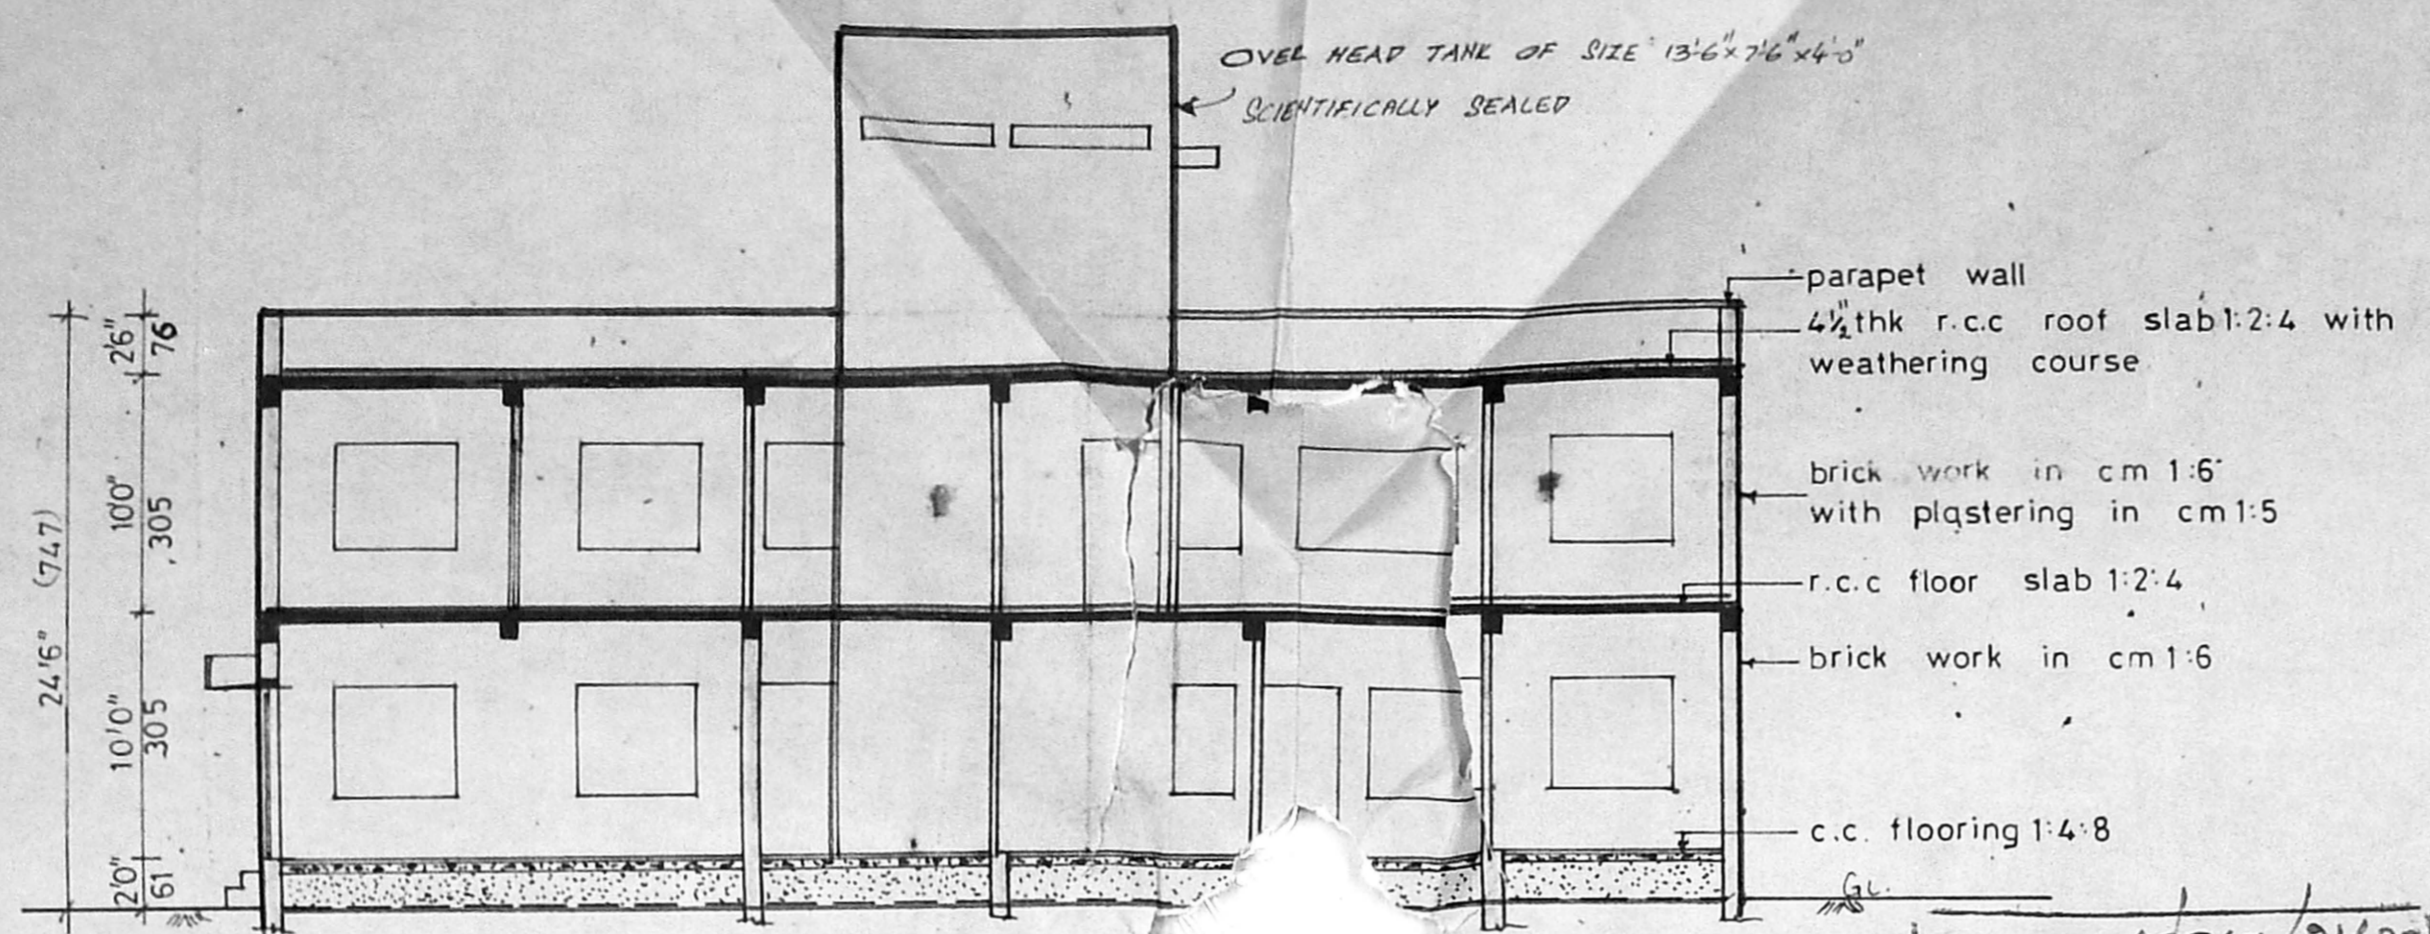 OVEL HEAD TANK OF SIZE 13'-6"x7'-6"x4'-0"
SCIENTIFICALLY SEALED
parapet wall
4½"thk r.c.c roof slab 1:2:4 with
weathering course
brick work in cm 1:6
with plastering in cm 1:5
r.c.c floor slab 1:2:4
brick work in cm 1:6
c.c. flooring 1:4:8
GL.
24'6" (747)
2'6"
76
10'0"
305
10'0"
305
2'0"
61